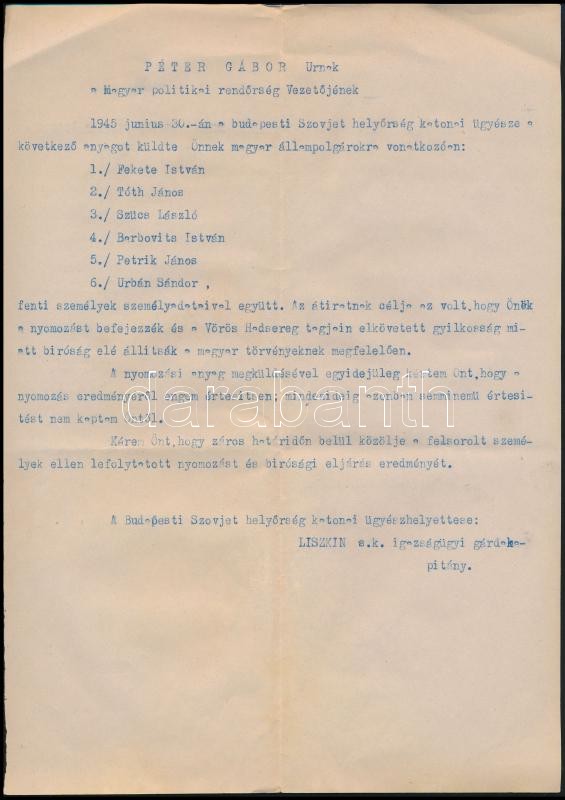 PÉTER GÁBOR Urnak
a Magyar politikai rendőrség Vezetőjének
1945 junius 30.-án a budapesti Szovjet helyőrség katonai ügyésze a
következő anyagot küldte Önnek magyar állampolgárokra vonatkozóan:
1./ Fekete István
2./ Tóth János
3./ Szücs László
4./ Barbovits István
5./ Petrik János
6./ Urbán Sándor ,
fenti személyek személyadataival együtt. Az átiratnak célja az volt,hogy Önök
a nyomozást befejezzék és a Vörös Hadsereg tagjain elkövetett gyilkosság mi-
att biróság elé állitsák a magyar törvényeknek megfelelően.
A nyomozási anyag megküldésével egyidejüleg kértem Önt,hogy a
nyomozás eredményéről engem értesitsen; mindezideig azonban semminemü értesi-
tést nem kaptam Öntől.
Kérem Önt,hogy záros határidőn belül közölje a felsorolt szemé-
lyek ellen lefolytatott nyomozást és birósági eljárás eredményét.
A Budapesti Szovjet helyőrség katonai ügyészhelyettese:
LISZKIN s.k. igazságügyi gárdaka-
pitány.
darabanth